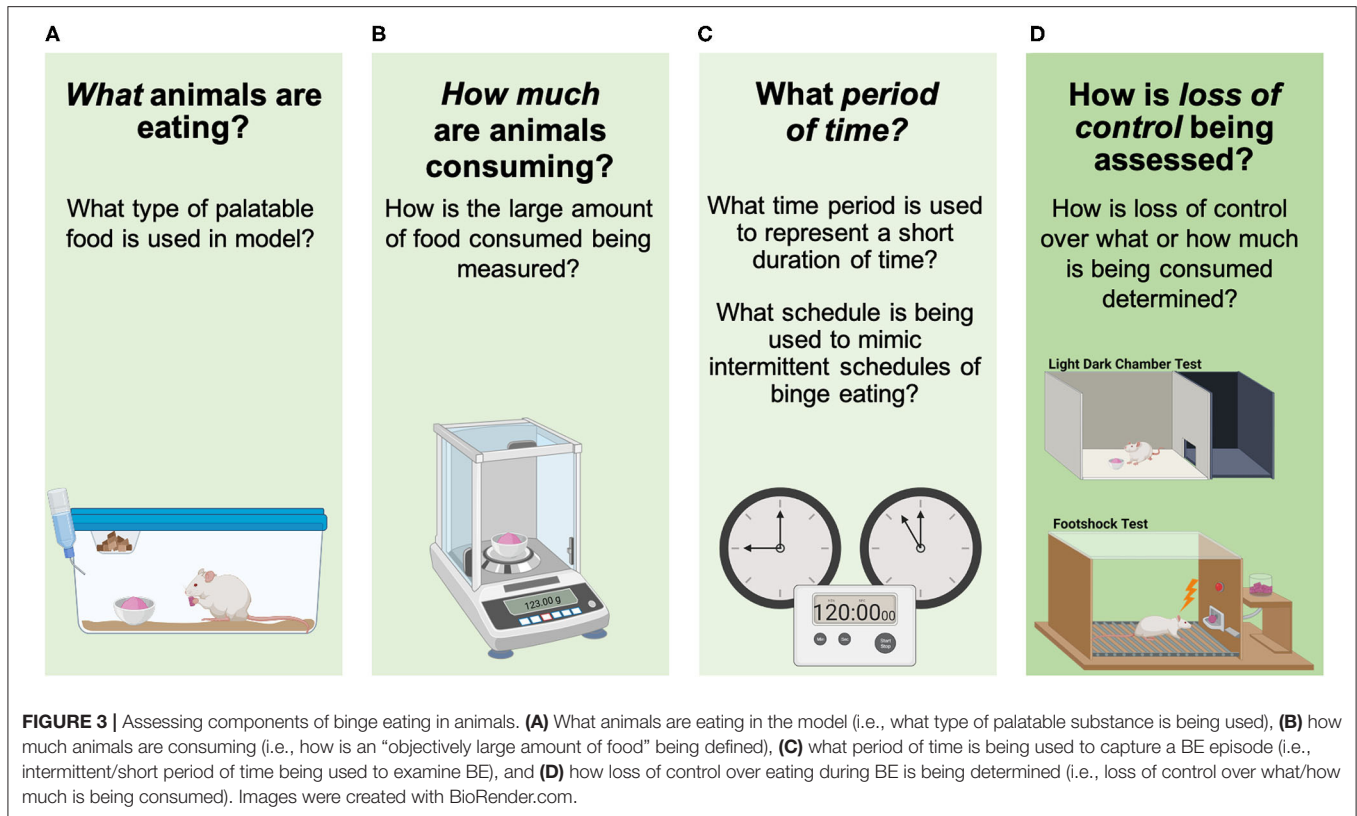 A
What animals are
eating?
What type of palatable
food is used in model?
B
How much
are animals
consuming?
How is the large amount
of food consumed being
measured?
123.00 g
C
What period
of time?
What time period is used
to represent a short
duration of time?
What schedule is being
used to mimic
intermittent schedules of
binge eating?
120:00 00
Min
Sec
Start
Stop
D
How is loss of
control being
assessed?
How is loss of control
over what or how much
is being consumed
determined?
Light Dark Chamber Test
Footshock Test
FIGURE 3 | Assessing components of binge eating in animals. (A) What animals are eating in the model (i.e., what type of palatable substance is being used), (B) how
much animals are consuming (i.e., how is an “objectively large amount of food” being defined), (C) what period of time is being used to capture a BE episode (i.e.,
intermittent/short period of time being used to examine BE), and (D) how loss of control over eating during BE is being determined (i.e., loss of control over what/how
much is being consumed). Images were created with BioRender.com.